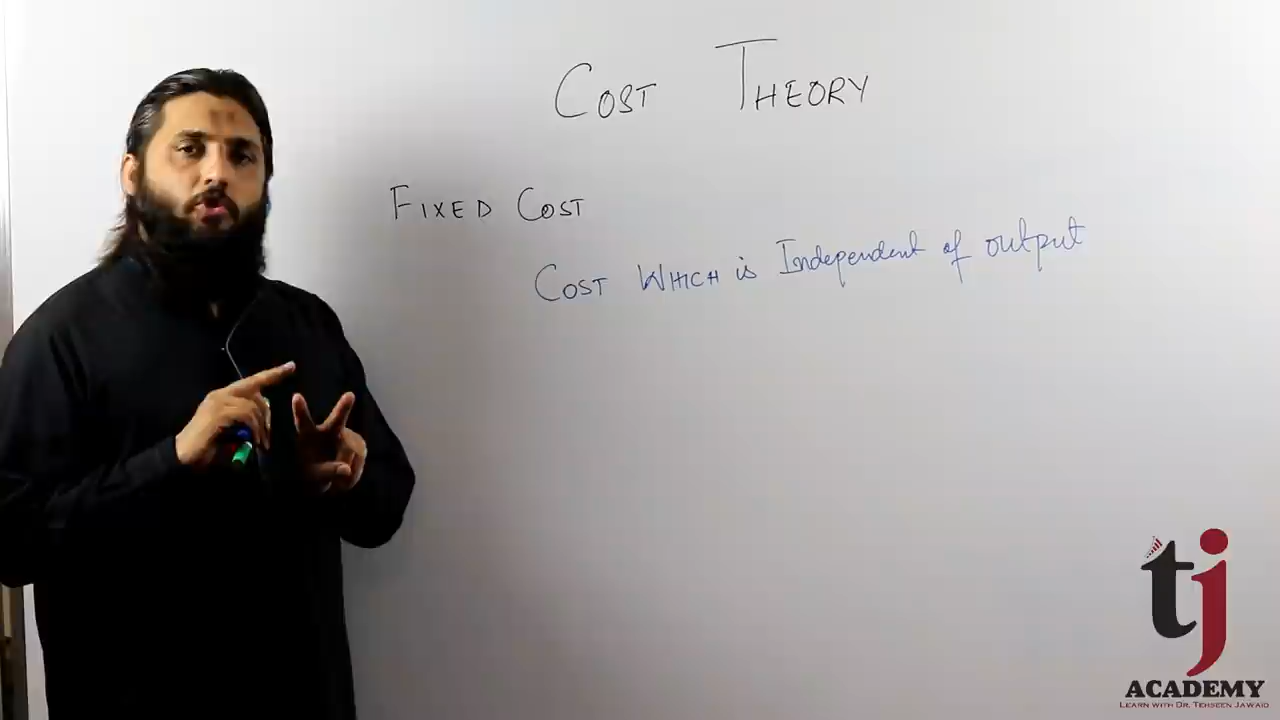 COST THEORY
FIXED COST
COST WHICH is Independent of output
tj
ACADEMY
LEARN WITH DR. TEHSEEN JAWAID